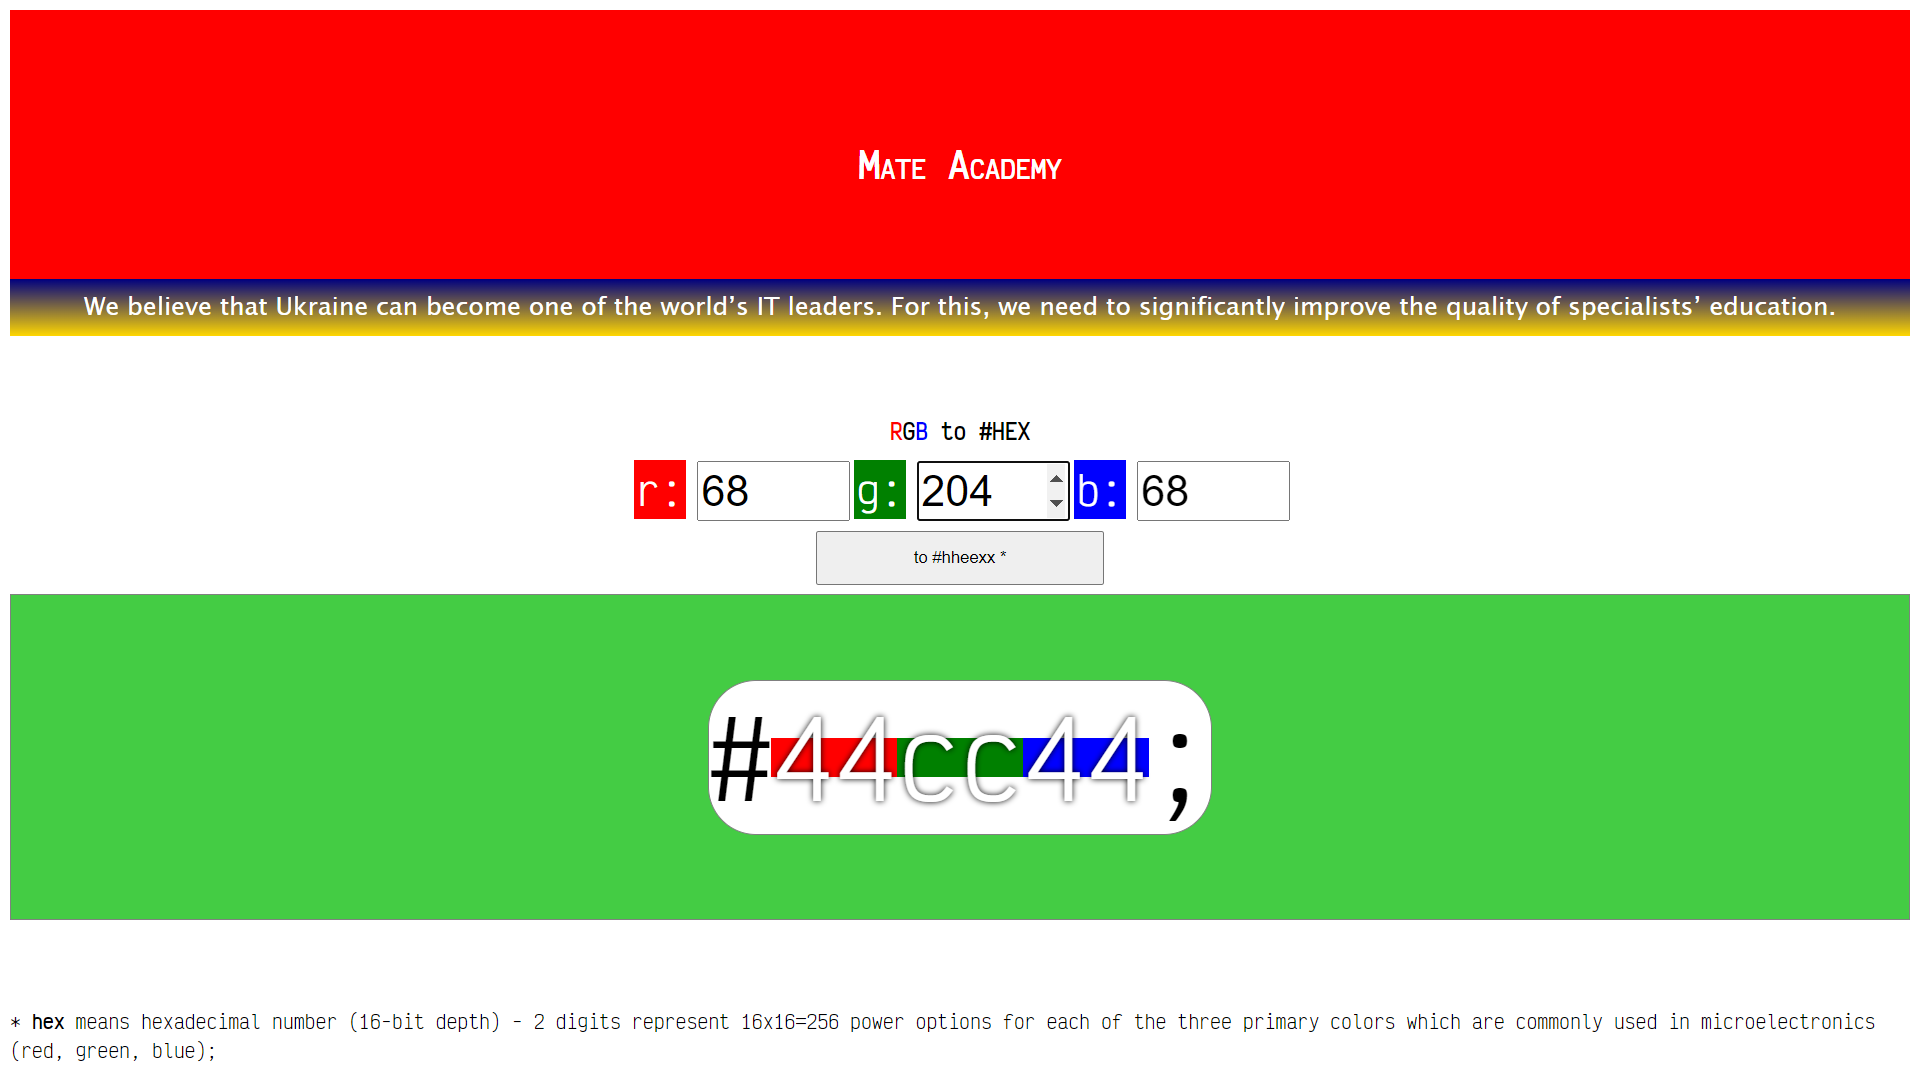 Mate Academy
We believe that Ukraine can become one of the world’s IT leaders. For this, we need to significantly improve the quality of specialists’ education.
RGB to #HEX
r: 68 g: 204 b: 68
to #hheexx *
#44cc44;
* hex means hexadecimal number (16-bit depth) - 2 digits represent 16x16=256 power options for each of the three primary colors which are commonly used in microelectronics
(red, green, blue);